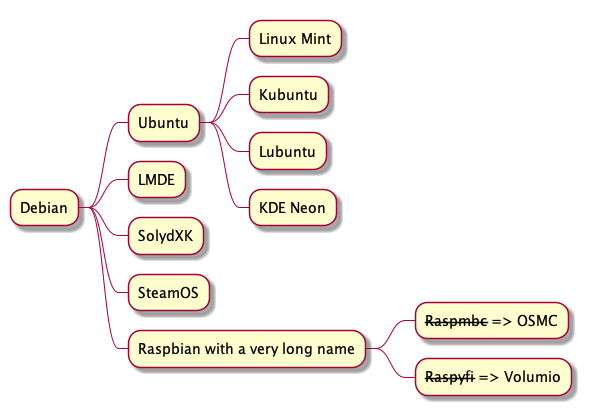 Debian
Ubuntu
Linux Mint
Kubuntu
Lubuntu
KDE Neon
LMDE
SolydXK
SteamOS
Raspbian with a very long name
Raspmbc => OSMC
Raspyfi => Volumio